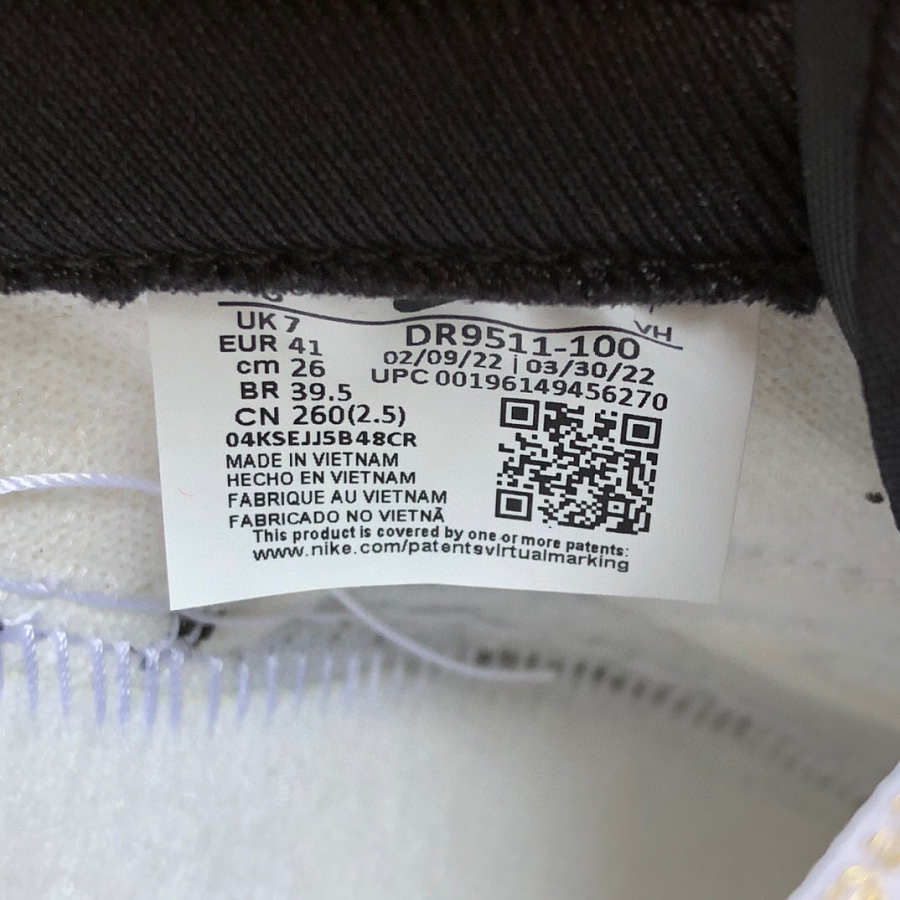 UK 7
EUR 41
cm 26
BR 39.5
CN 260(2.5)
04KSEJJ5B48CR
MADE IN VIETNAM
HECHO EN VIETNAM
FABRIQUE AU VIETNAM
FABRICADO NO VIETNÃ
VH
DR9511-100
02/09/22 | 03/30/22
UPC 00196149456270
This product is covered by one or more patents:
www.nike.com/patentsvirtualmarking